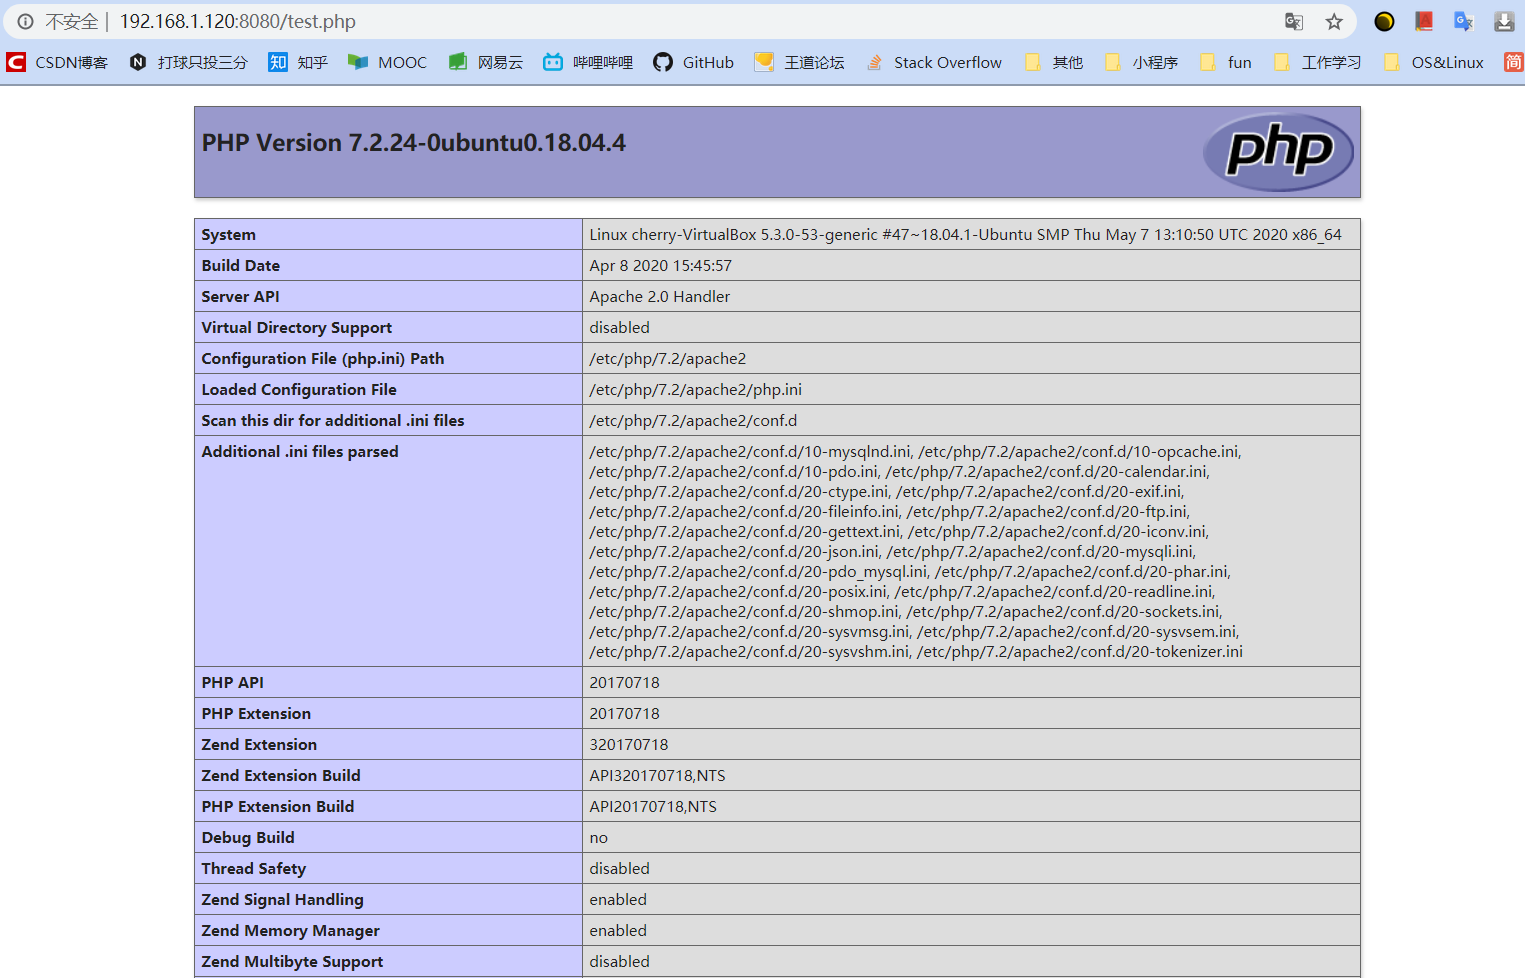 不安全 | 192.168.1.120:8080/test.php
CSDN博客 打球只投三分 知 知乎 MOOC 网易云 哔哩哔哩 GitHub 王道论坛 Stack Overflow 其他 小程序 fun 工作学习 OS&Linux 简
PHP Version 7.2.24-0ubuntu0.18.04.4
php
System Linux cherry-VirtualBox 5.3.0-53-generic #47~18.04.1-Ubuntu SMP Thu May 7 13:10:50 UTC 2020 x86_64
Build Date Apr 8 2020 15:45:57
Server API Apache 2.0 Handler
Virtual Directory Support disabled
Configuration File (php.ini) Path /etc/php/7.2/apache2
Loaded Configuration File /etc/php/7.2/apache2/php.ini
Scan this dir for additional .ini files /etc/php/7.2/apache2/conf.d
Additional .ini files parsed /etc/php/7.2/apache2/conf.d/10-mysqlnd.ini, /etc/php/7.2/apache2/conf.d/10-opcache.ini,
/etc/php/7.2/apache2/conf.d/10-pdo.ini, /etc/php/7.2/apache2/conf.d/20-calendar.ini,
/etc/php/7.2/apache2/conf.d/20-ctype.ini, /etc/php/7.2/apache2/conf.d/20-exif.ini,
/etc/php/7.2/apache2/conf.d/20-fileinfo.ini, /etc/php/7.2/apache2/conf.d/20-ftp.ini,
/etc/php/7.2/apache2/conf.d/20-gettext.ini, /etc/php/7.2/apache2/conf.d/20-iconv.ini,
/etc/php/7.2/apache2/conf.d/20-json.ini, /etc/php/7.2/apache2/conf.d/20-mysqli.ini,
/etc/php/7.2/apache2/conf.d/20-pdo_mysql.ini, /etc/php/7.2/apache2/conf.d/20-phar.ini,
/etc/php/7.2/apache2/conf.d/20-posix.ini, /etc/php/7.2/apache2/conf.d/20-readline.ini,
/etc/php/7.2/apache2/conf.d/20-shmop.ini, /etc/php/7.2/apache2/conf.d/20-sockets.ini,
/etc/php/7.2/apache2/conf.d/20-sysvmsg.ini, /etc/php/7.2/apache2/conf.d/20-sysvsem.ini,
/etc/php/7.2/apache2/conf.d/20-sysvshm.ini, /etc/php/7.2/apache2/conf.d/20-tokenizer.ini
PHP API 20170718
PHP Extension 20170718
Zend Extension 320170718
Zend Extension Build API320170718,NTS
PHP Extension Build API20170718,NTS
Debug Build no
Thread Safety disabled
Zend Signal Handling enabled
Zend Memory Manager enabled
Zend Multibyte Support disabled